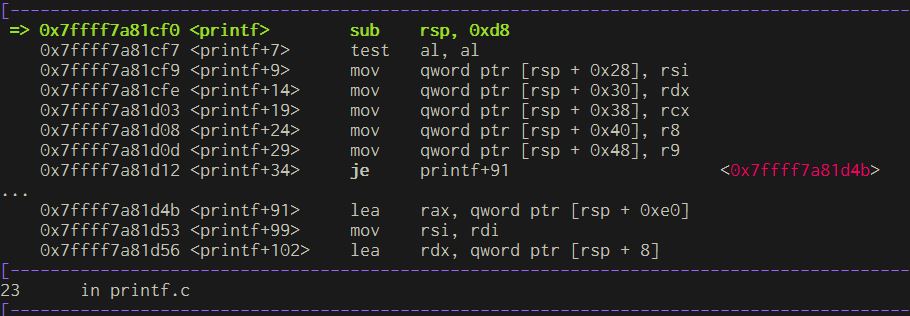 [------------------------------------------------------------------------------------------
=> 0x7ffff7a81cf0 <printf>        sub    rsp, 0xd8
   0x7ffff7a81cf7 <printf+7>      test   al, al
   0x7ffff7a81cf9 <printf+9>      mov    qword ptr [rsp + 0x28], rsi
   0x7ffff7a81cfe <printf+14>     mov    qword ptr [rsp + 0x30], rdx
   0x7ffff7a81d03 <printf+19>     mov    qword ptr [rsp + 0x38], rcx
   0x7ffff7a81d08 <printf+24>     mov    qword ptr [rsp + 0x40], r8
   0x7ffff7a81d0d <printf+29>     mov    qword ptr [rsp + 0x48], r9
   0x7ffff7a81d12 <printf+34>     je     printf+91                     <0x7ffff7a81d4b>
...
   0x7ffff7a81d4b <printf+91>     lea    rax, qword ptr [rsp + 0xe0]
   0x7ffff7a81d53 <printf+99>     mov    rsi, rdi
   0x7ffff7a81d56 <printf+102>    lea    rdx, qword ptr [rsp + 8]
[------------------------------------------------------------------------------------------
23      in printf.c
[------------------------------------------------------------------------------------------